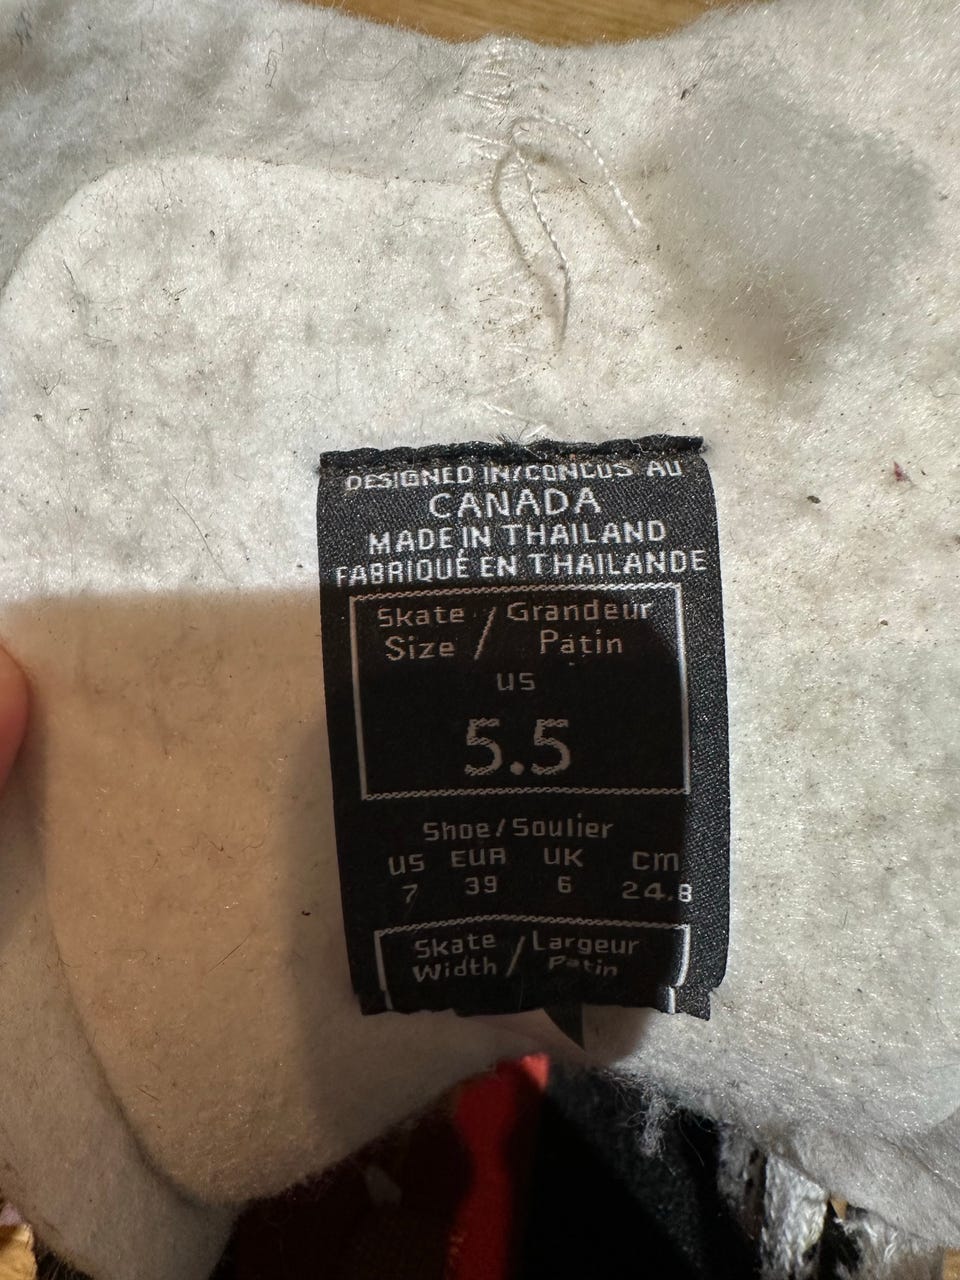 DESIGNED IN/CONCUS AU
CANADA
MADE IN THAILAND
FABRIQUÉ EN THAILANDE
Skate / Grandeur
Size / Patin
US
5.5
Shoe/Soulier
US EUR UK cm
7 39 6 24.8
Skate / Largeur
Width / Patin